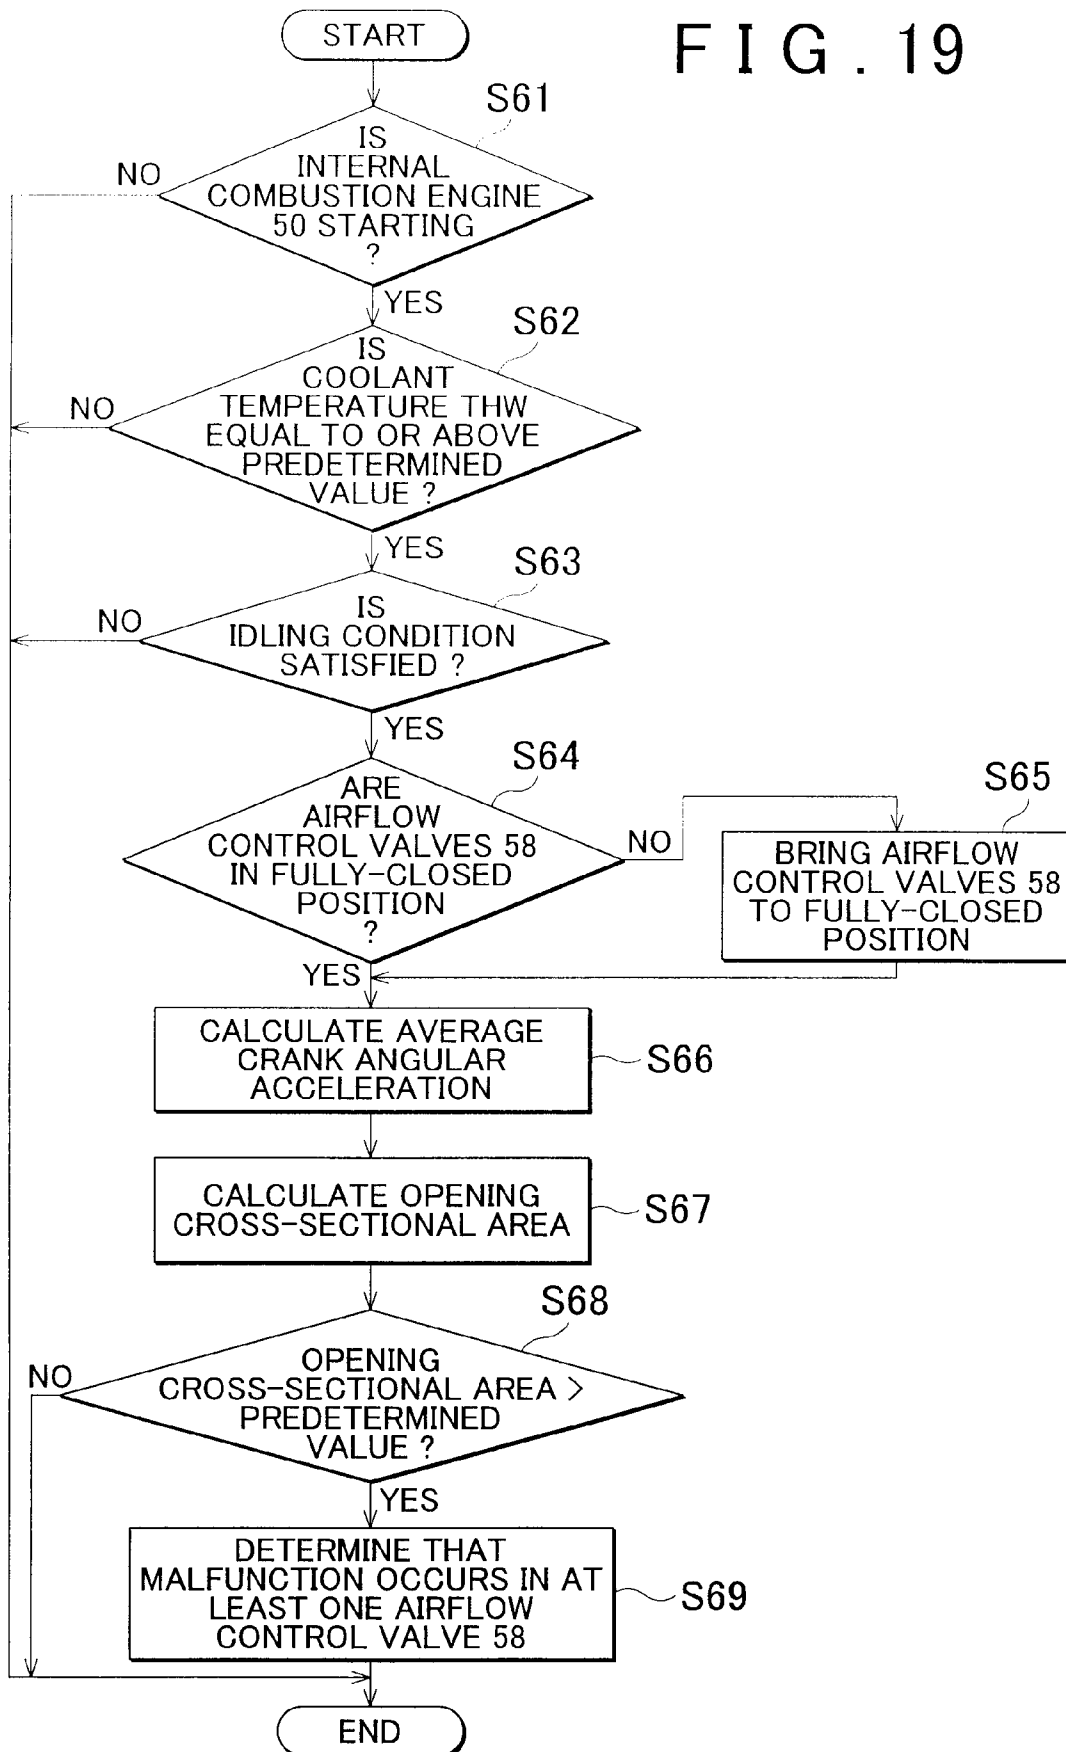 START
FIG. 19
S61
IS
INTERNAL
COMBUSTION ENGINE
50 STARTING
?
NO
YES
S62
IS
COOLANT
TEMPERATURE THW
EQUAL TO OR ABOVE
PREDETERMINED
VALUE ?
NO
YES
S63
IS
IDLING CONDITION
SATISFIED ?
NO
YES
S64
ARE
AIRFLOW
CONTROL VALVES 58
IN FULLY-CLOSED
POSITION
?
NO
S65
BRING AIRFLOW
CONTROL VALVES 58
TO FULLY-CLOSED
POSITION
YES
CALCULATE AVERAGE
CRANK ANGULAR
ACCELERATION
S66
CALCULATE OPENING
CROSS-SECTIONAL AREA
S67
S68
OPENING
CROSS-SECTIONAL AREA >
PREDETERMINED
VALUE ?
NO
YES
DETERMINE THAT
MALFUNCTION OCCURS IN AT
LEAST ONE AIRFLOW
CONTROL VALVE 58
S69
END